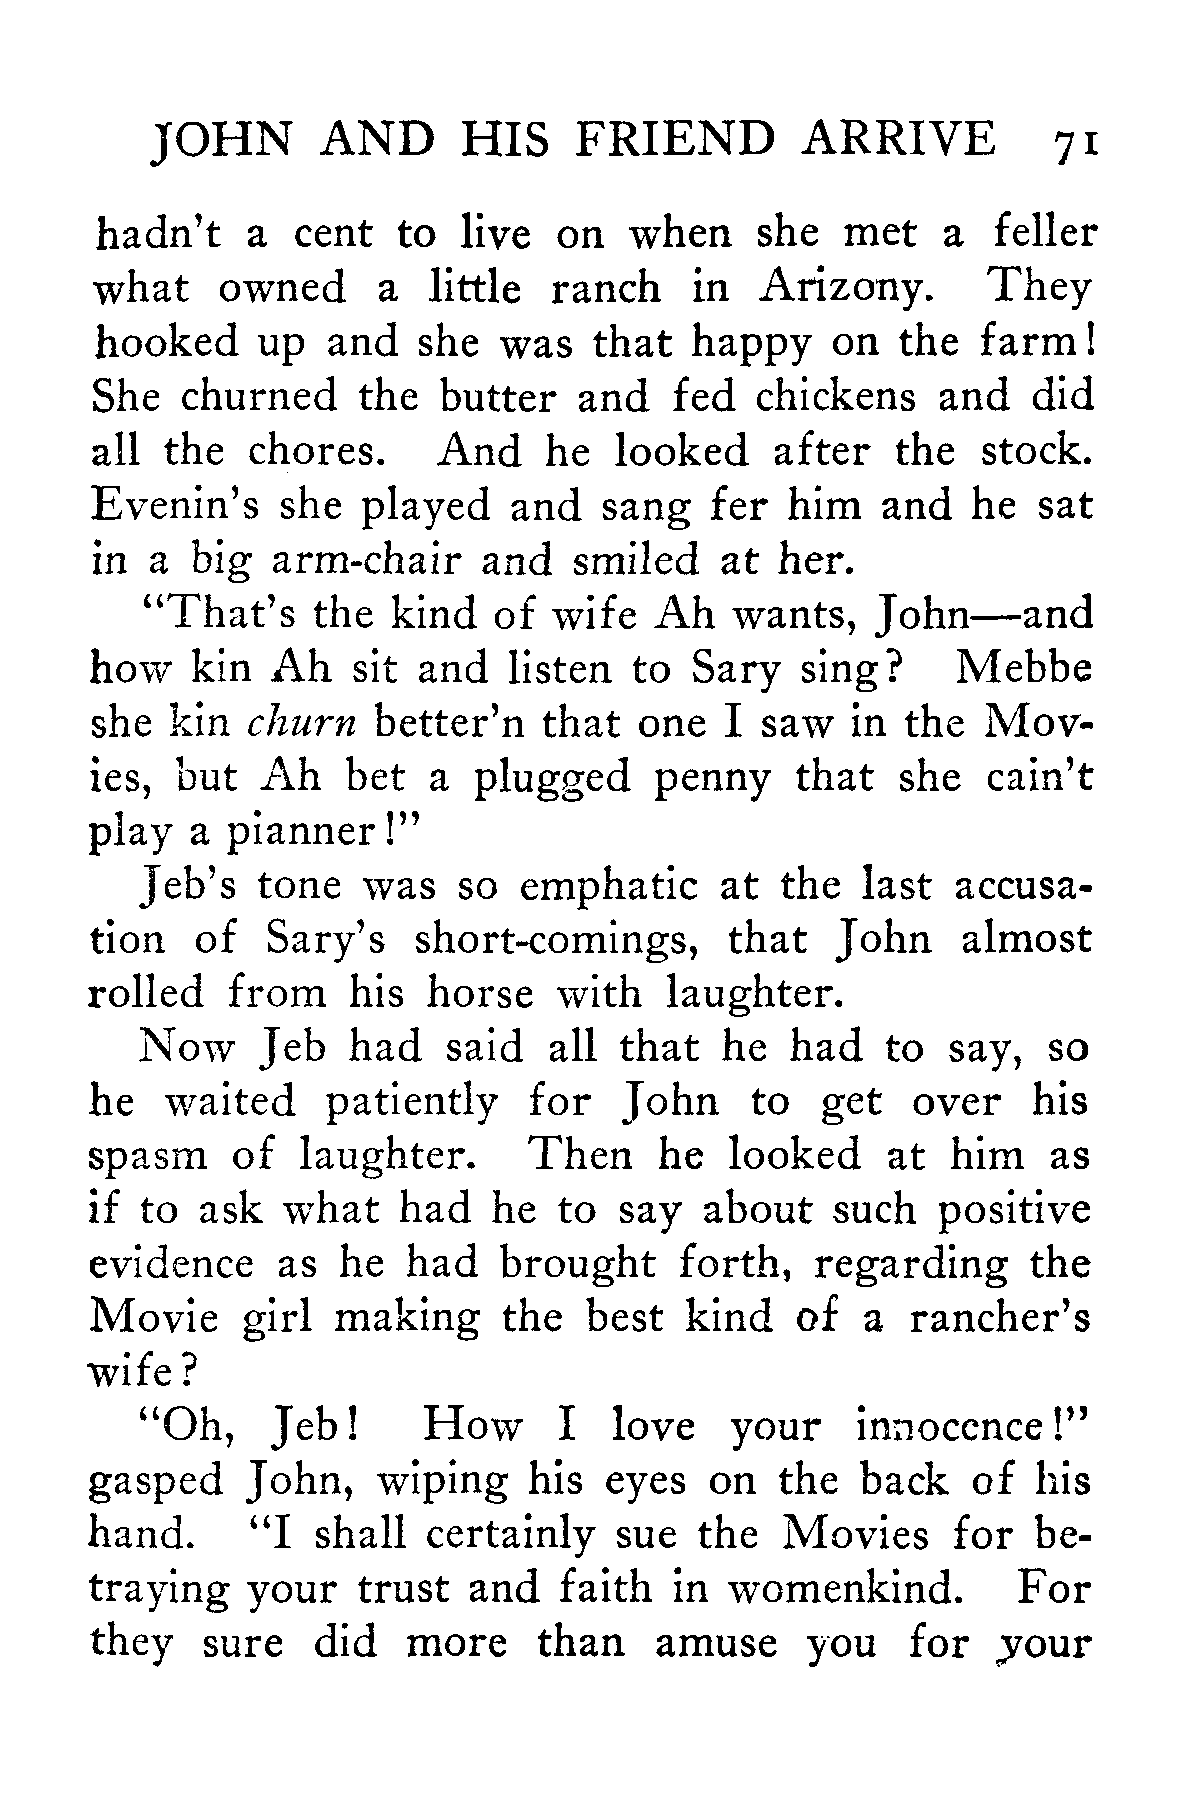 JOHN AND HIS FRIEND ARRIVE 71
hadn't a cent to live on when she met a feller
what owned a little ranch in Arizony. They
hooked up and she was that happy on the farm!
She churned the butter and fed chickens and did
all the chores. And he looked after the stock.
Evenin's she played and sang fer him and he sat
in a big arm-chair and smiled at her.
"That's the kind of wife Ah wants, John—and
how kin Ah sit and listen to Sary sing? Mebbe
she kin churn better'n that one I saw in the Mov-
ies, but Ah bet a plugged penny that she cain't
play a pianner!"
Jeb's tone was so emphatic at the last accusa-
tion of Sary's short-comings, that John almost
rolled from his horse with laughter.
Now Jeb had said all that he had to say, so
he waited patiently for John to get over his
spasm of laughter. Then he looked at him as
if to ask what had he to say about such positive
evidence as he had brought forth, regarding the
Movie girl making the best kind of a rancher's
wife?
"Oh, Jeb! How I love your innocence!"
gasped John, wiping his eyes on the back of his
hand. "I shall certainly sue the Movies for be-
traying your trust and faith in womenkind. For
they sure did more than amuse you for your